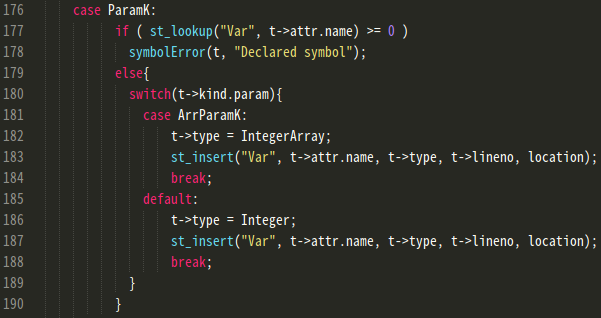 176 case ParamK:
177 if ( st_lookup("Var", t->attr.name) >= 0 )
178 symbolError(t, "Declared symbol");
179 else{
180 switch(t->kind.param){
181 case ArrParamK:
182 t->type = IntegerArray;
183 st_insert("Var", t->attr.name, t->type, t->lineno, location);
184 break;
185 default:
186 t->type = Integer;
187 st_insert("Var", t->attr.name, t->type, t->lineno, location);
188 break;
189 }
190 }